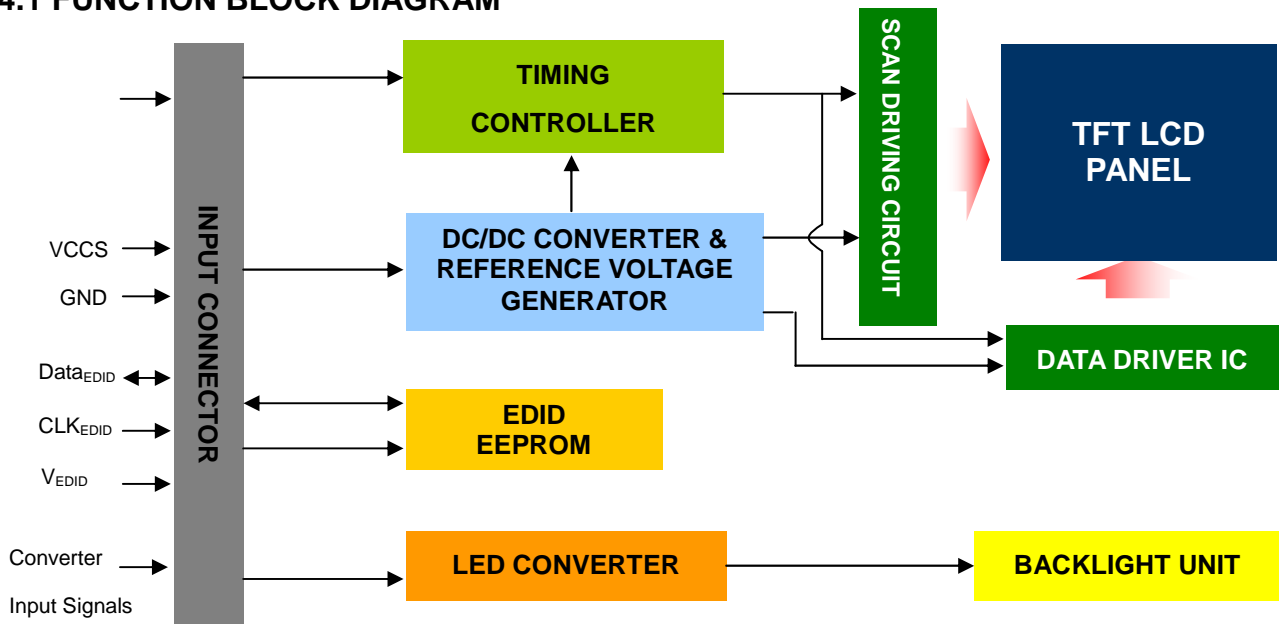 4.1 FUNCTION BLOCK DIAGRAM
TIMING
CONTROLLER
SCAN DRIVING CIRCUIT
TFT LCD
PANEL
INPUT CONNECTOR
VCCS
GND
DC/DC CONVERTER &
REFERENCE VOLTAGE
GENERATOR
DATA DRIVER IC
DataEDID
CLKEDID
VEDID
EDID
EEPROM
Converter
Input Signals
LED CONVERTER
BACKLIGHT UNIT